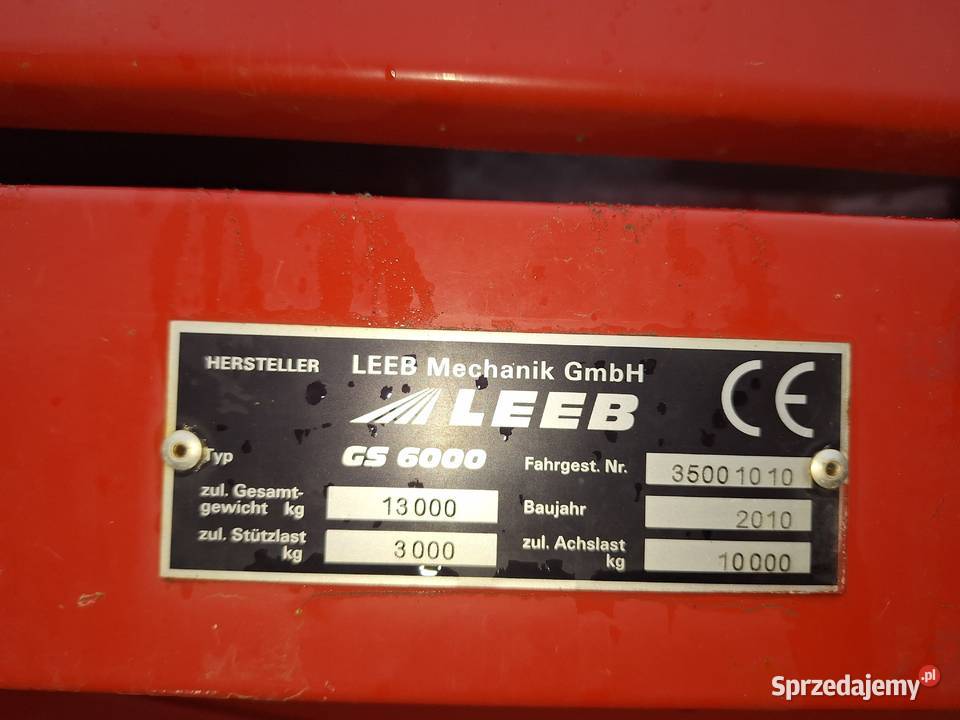 HERSTELLER LEEB Mechanik GmbH
LEEB
CE
Typ GS 6000
Fahrgest. Nr. 35001010
zul. Gesamt-
gewicht kg 13000
Baujahr 2010
zul. Stützlast
kg 3000
zul. Achslast
kg 10000
Sprzedajemy.pl